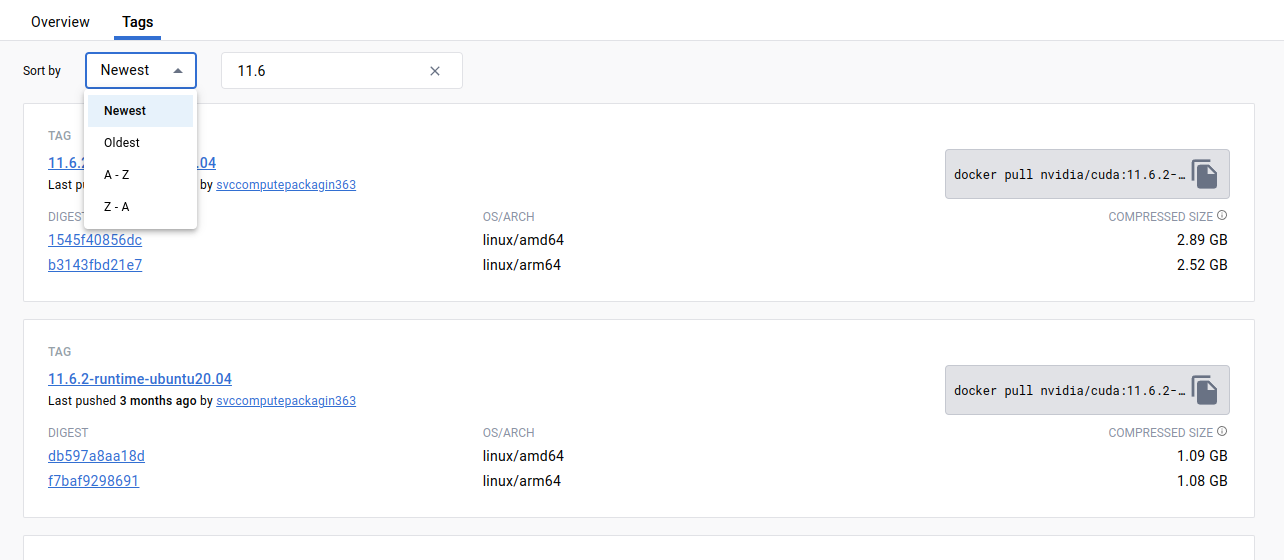 Overview Tags
Sort by Newest 11.6
Newest
Oldest
A - Z
Z - A
TAG
11.6.2 .04
Last pu by svccomputepackagin363
docker pull nvidia/cuda:11.6.2-…
DIGEST OS/ARCH COMPRESSED SIZE
1545f40856dc linux/amd64 2.89 GB
b3143fbd21e7 linux/arm64 2.52 GB
TAG
11.6.2-runtime-ubuntu20.04
Last pushed 3 months ago by svccomputepackagin363
docker pull nvidia/cuda:11.6.2-…
DIGEST OS/ARCH COMPRESSED SIZE
db597a8aa18d linux/amd64 1.09 GB
f7baf9298691 linux/arm64 1.08 GB